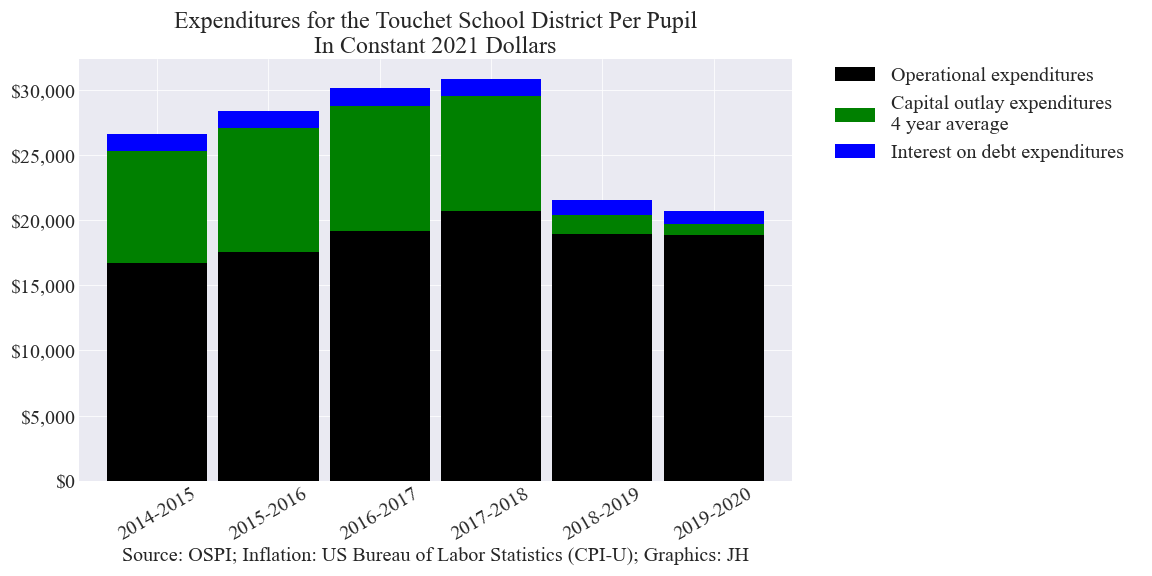 Expenditures for the Touchet School District Per Pupil
In Constant 2021 Dollars
$30,000
$25,000
$20,000
$15,000
$10,000
$5,000
$0
2014-2015
2015-2016
2016-2017
2017-2018
2018-2019
2019-2020
Source: OSPI; Inflation: US Bureau of Labor Statistics (CPI-U); Graphics: JH
Operational expenditures
Capital outlay expenditures
4 year average
Interest on debt expenditures